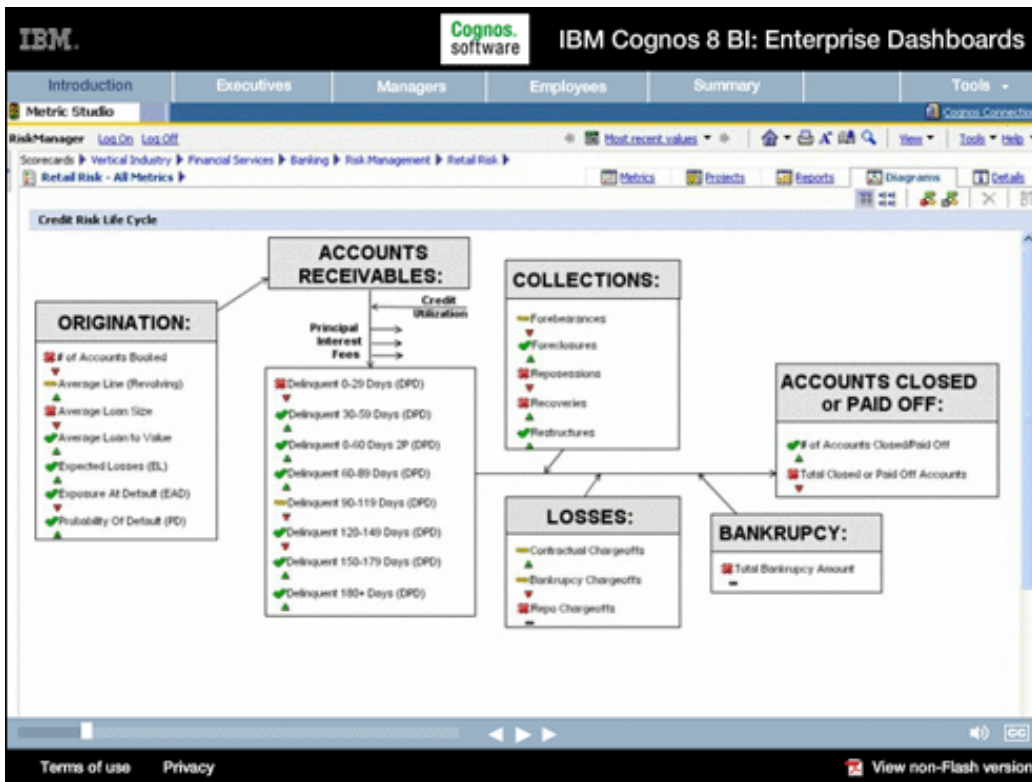 IBM.
Cognos.
software
IBM Cognos 8 BI: Enterprise Dashboards
Introduction Executives Managers Employees Summary Tools
Metric Studio Cognos Connection
RiskManager Log On Log Off Most recent values View Tools Help
Scorecards Vertical Industry Financial Services Banking Risk Management Retail Risk
Retail Risk - All Metrics Metrics Projects Reports Diagrams Details
Credit Risk Life Cycle
ORIGINATION:
# of Accounts Booked
Average Line (Revolving)
Average Loan Size
Average Loan to Value
Expected Losses (EL)
Exposure At Default (EAD)
Probability Of Default (PD)
ACCOUNTS
RECEIVABLES:
Credit
Utilization
Principal
Interest
Fees
Delinquent 0-29 Days (DPD)
Delinquent 30-59 Days (DPD)
Delinquent 0-60 Days 2P (DPD)
Delinquent 60-89 Days (DPD)
Delinquent 90-119 Days (DPD)
Delinquent 120-149 Days (DPD)
Delinquent 150-179 Days (DPD)
Delinquent 180+ Days (DPD)
COLLECTIONS:
Forebearances
Foreclosures
Reposessions
Recoveries
Restructures
LOSSES:
Contractual Chargeoffs
Bankrupcy Chargeoffs
Repo Chargeoffs
BANKRUPCY:
Total Bankrupcy Amount
ACCOUNTS CLOSED
or PAID OFF:
# of Accounts Closed/Paid Off
Total Closed or Paid Off Accounts
CC
Terms of use Privacy View non-Flash version